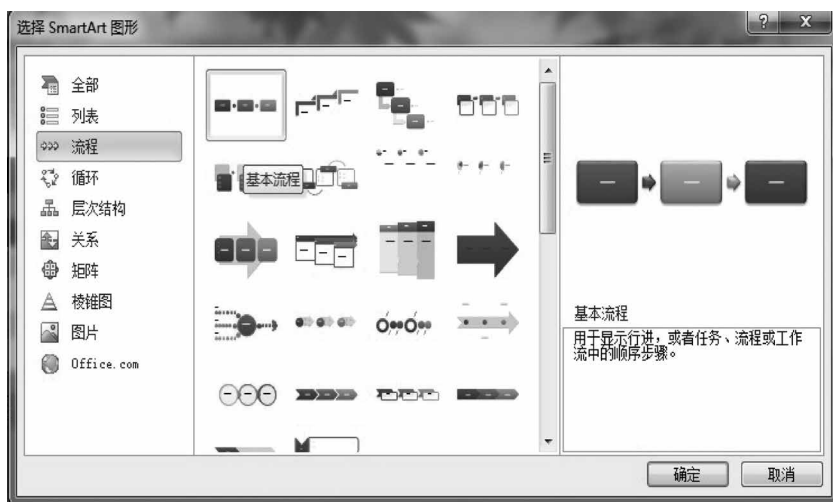 选择 SmartArt 图形
全部
列表
流程
循环
层次结构
关系
矩阵
棱锥图
图片
Office.com
基本流程
基本流程
用于显示行进，或者任务、流程或工作
流中的顺序步骤。
确定
取消